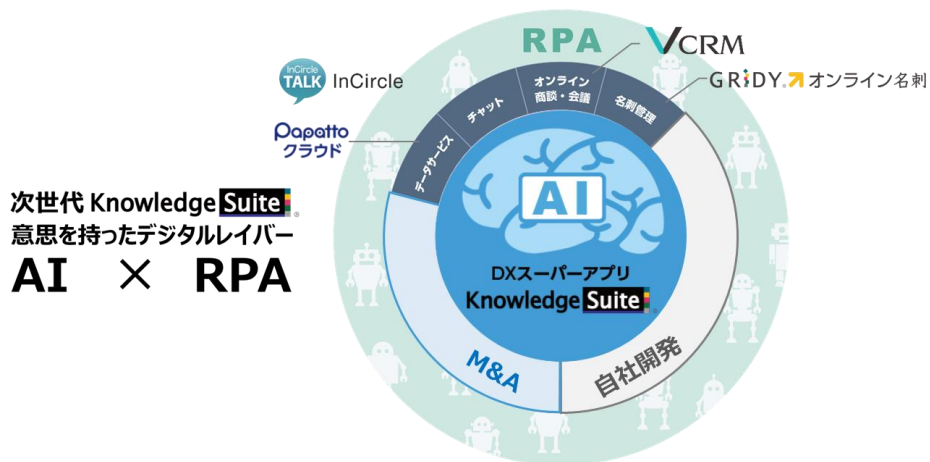 RPA
VCRM
GRiDY. オンライン名刺
InCircle
TALK
InCircle
Papatto
クラウド
データサービス
チャット
オンライン
商談・会議
名刺管理
次世代 Knowledge Suite ®
意思を持ったデジタルレイバー
AI × RPA
AI
DXスーパーアプリ
Knowledge Suite ®
M&A
自社開発